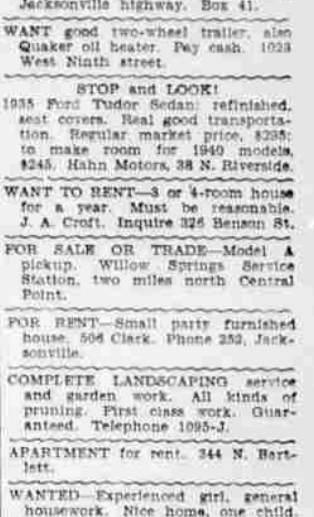 Jacksonville highway. Box 41.
WANT good two-wheel trailer, also
Quaker oil heater. Pay cash. 1023
West Ninth street.
STOP and LOOK!
1935 Ford Tudor Sedan; refinished,
seat covers. Real good transporta-
tion. Regular market price, $295;
to make room for 1940 models,
$245. Hahn Motors, 38 N. Riverside.
WANT TO RENT—3 or 4-room house
for a year. Must be reasonable.
J. A. Croft. Inquire 326 Benson St.
FOR SALE OR TRADE—Model A
pickup. Willow Springs Service
Station, two miles north Central
Point.
FOR RENT—Small party furnished
house. 506 Clark. Phone 252, Jack-
sonville.
COMPLETE LANDSCAPING service
and garden work. All kinds of
pruning. First class work. Guar-
anteed. Telephone 1095-J.
APARTMENT for rent. 344 N. Bart-
lett.
WANTED—Experienced girl, general
housework. Nice home, one child.